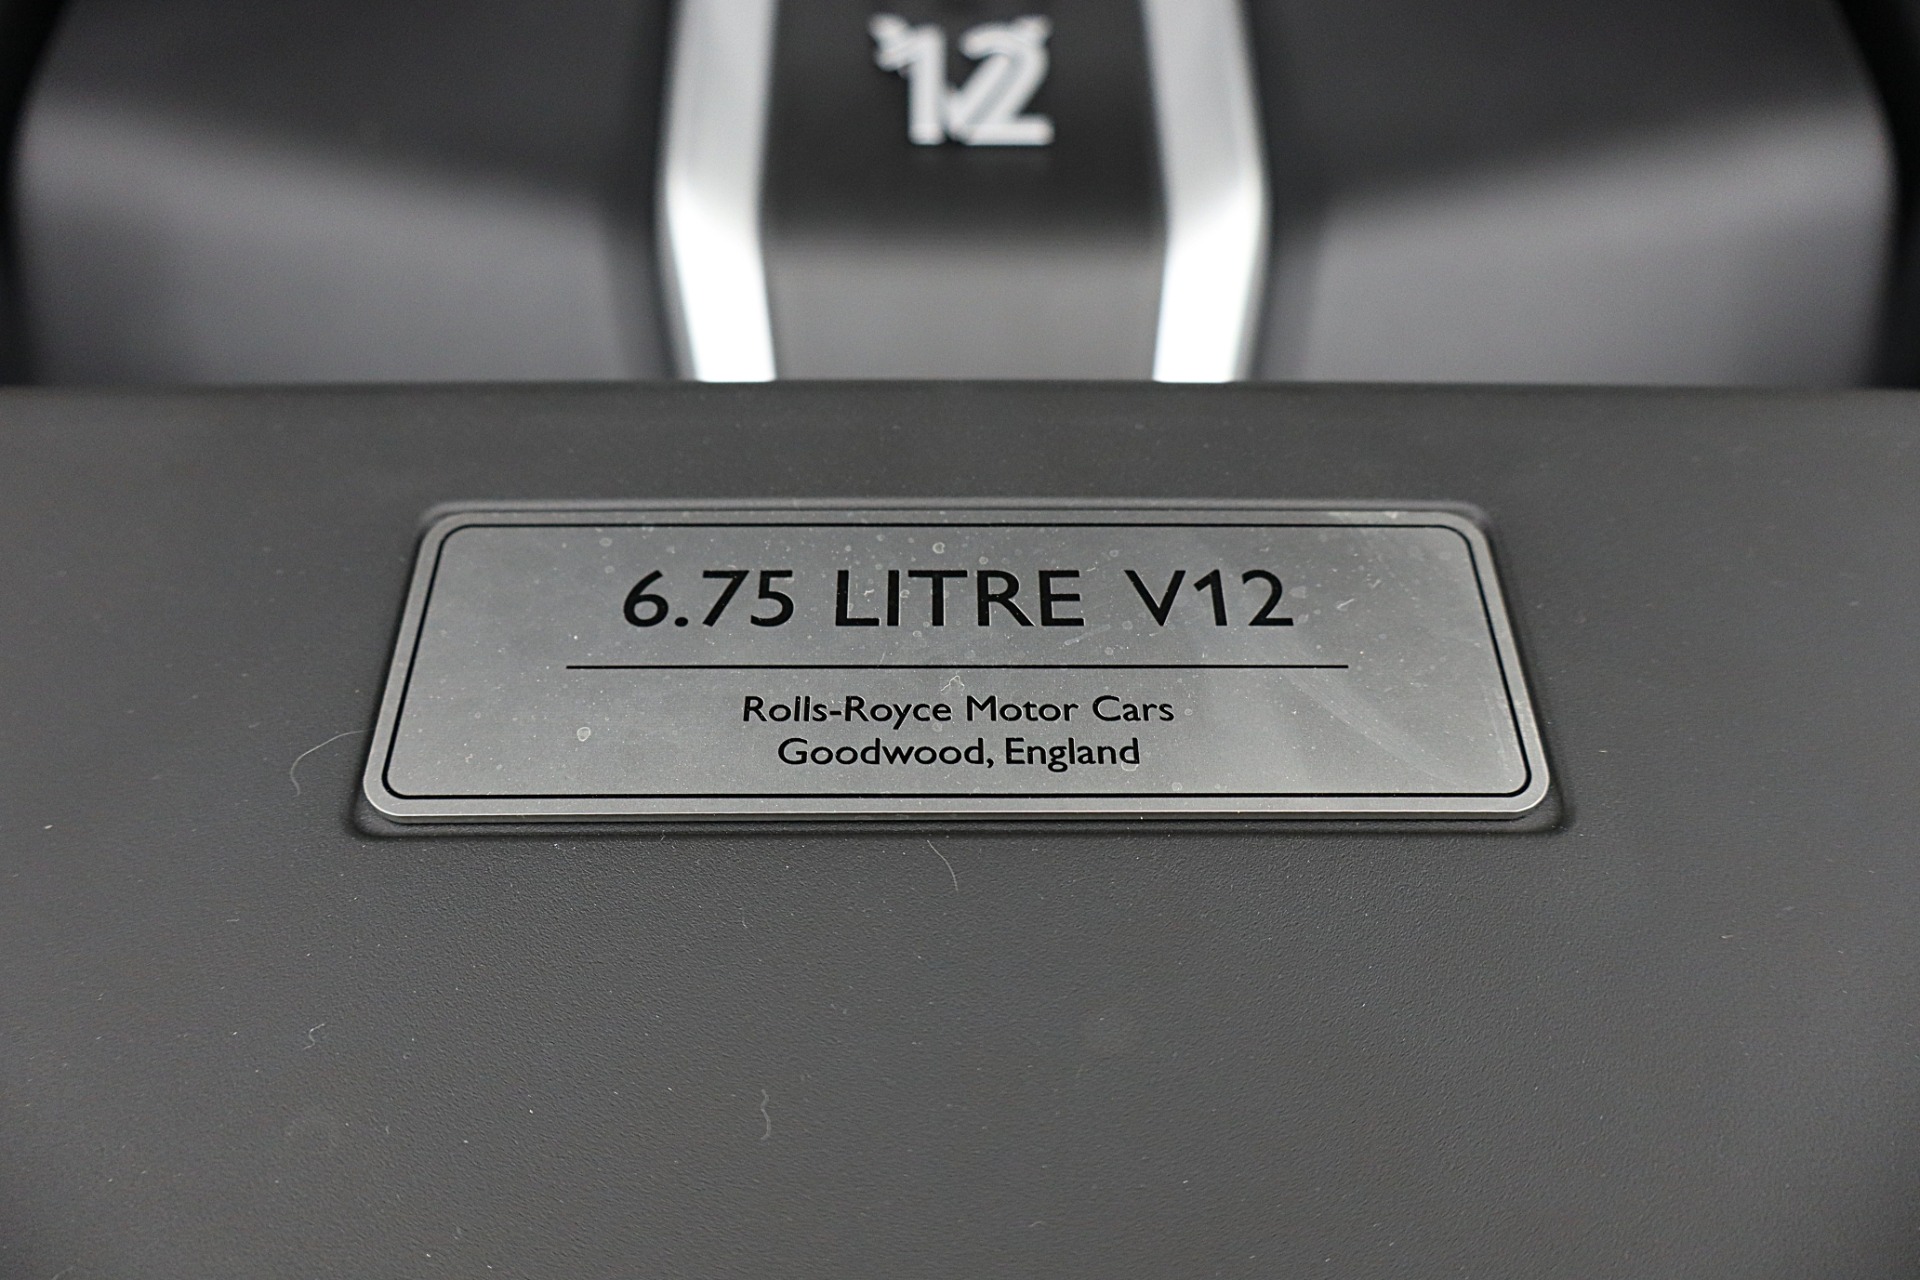 12
6.75 LITRE V12
Rolls-Royce Motor Cars
Goodwood, England